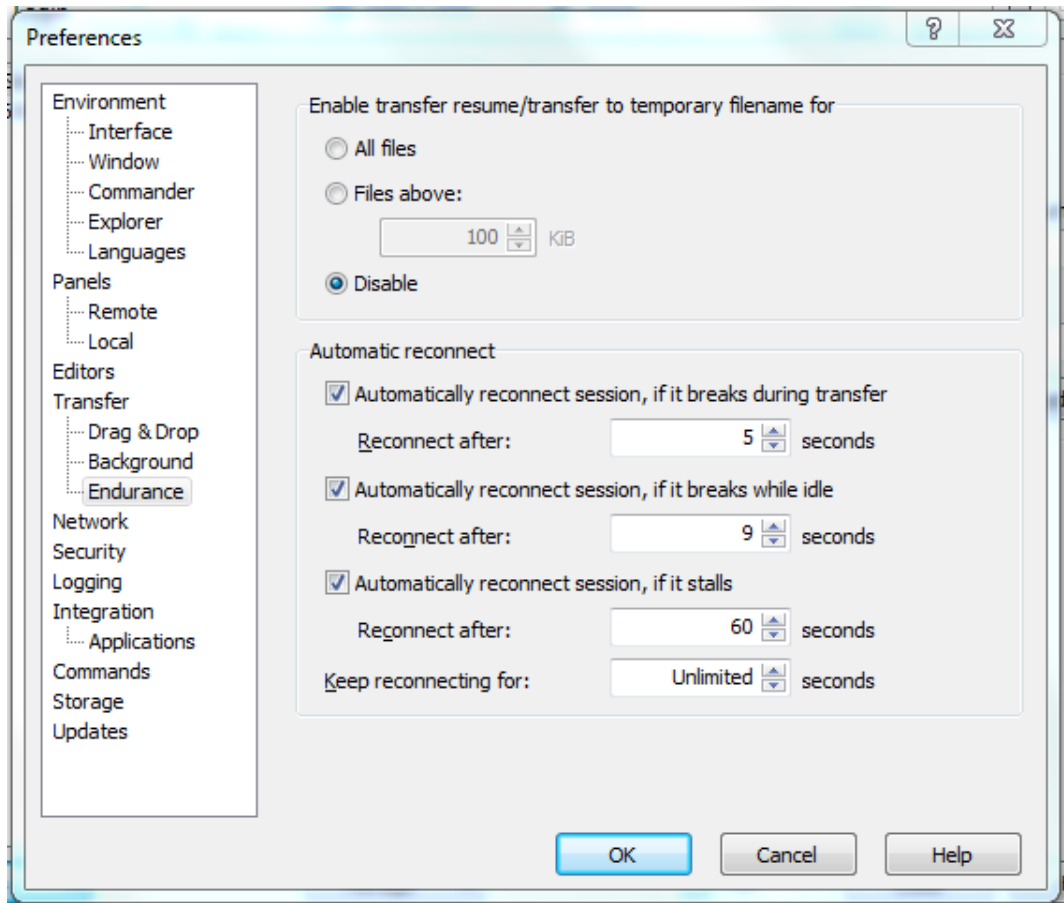 Preferences
Environment
Interface
Window
Commander
Explorer
Languages
Panels
Remote
Local
Editors
Transfer
Drag & Drop
Background
Endurance
Network
Security
Logging
Integration
Applications
Commands
Storage
Updates
Enable transfer resume/transfer to temporary filename for
All files
Files above:
100 KiB
Disable
Automatic reconnect
Automatically reconnect session, if it breaks during transfer
Reconnect after: 5 seconds
Automatically reconnect session, if it breaks while idle
Reconnect after: 9 seconds
Automatically reconnect session, if it stalls
Reconnect after: 60 seconds
Keep reconnecting for: Unlimited seconds
OK Cancel Help